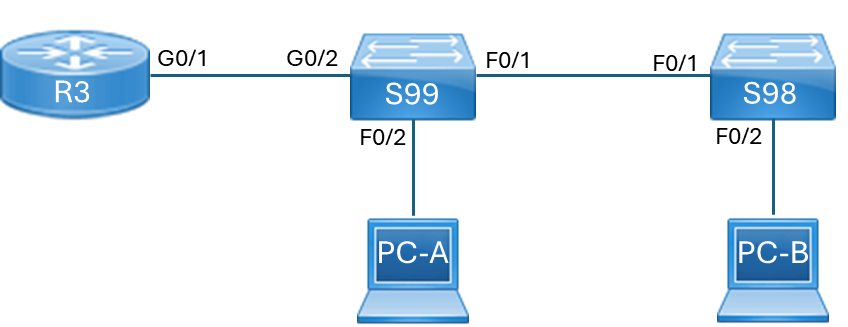 G0/1
G0/2
F0/1
F0/1
R3
S99
S98
F0/2
F0/2
PC-A
PC-B